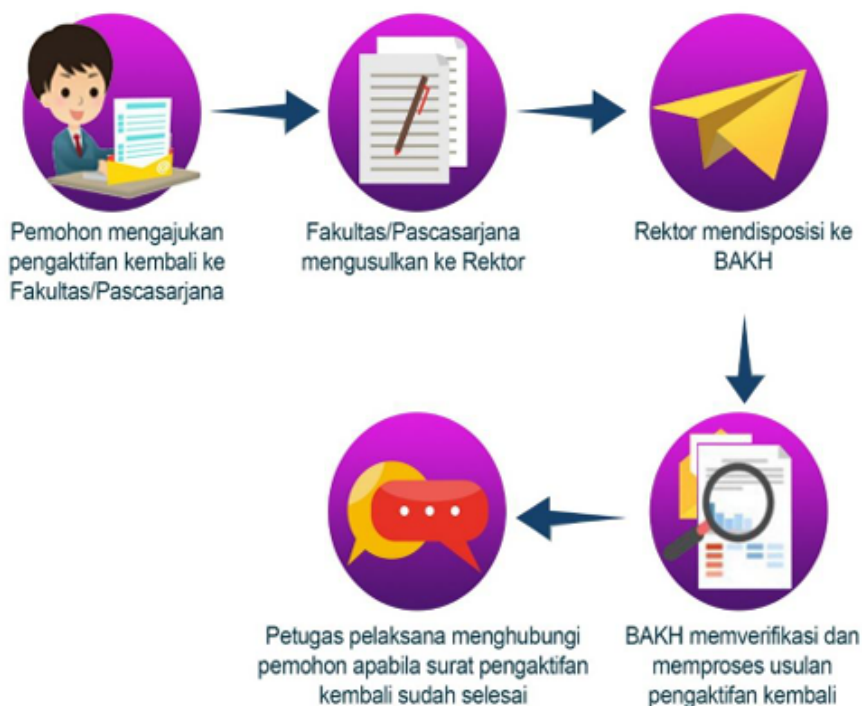 Pemohon mengajukan
pengaktifan kembali ke
Fakultas/Pascasarjana
Fakultas/Pascasarjana
mengusulkan ke Rektor
Rektor mendisposisi ke
BAKH
BAKH memverifikasi dan
memproses usulan
pengaktifan kembali
Petugas pelaksana menghubungi
pemohon apabila surat pengaktifan
kembali sudah selesai